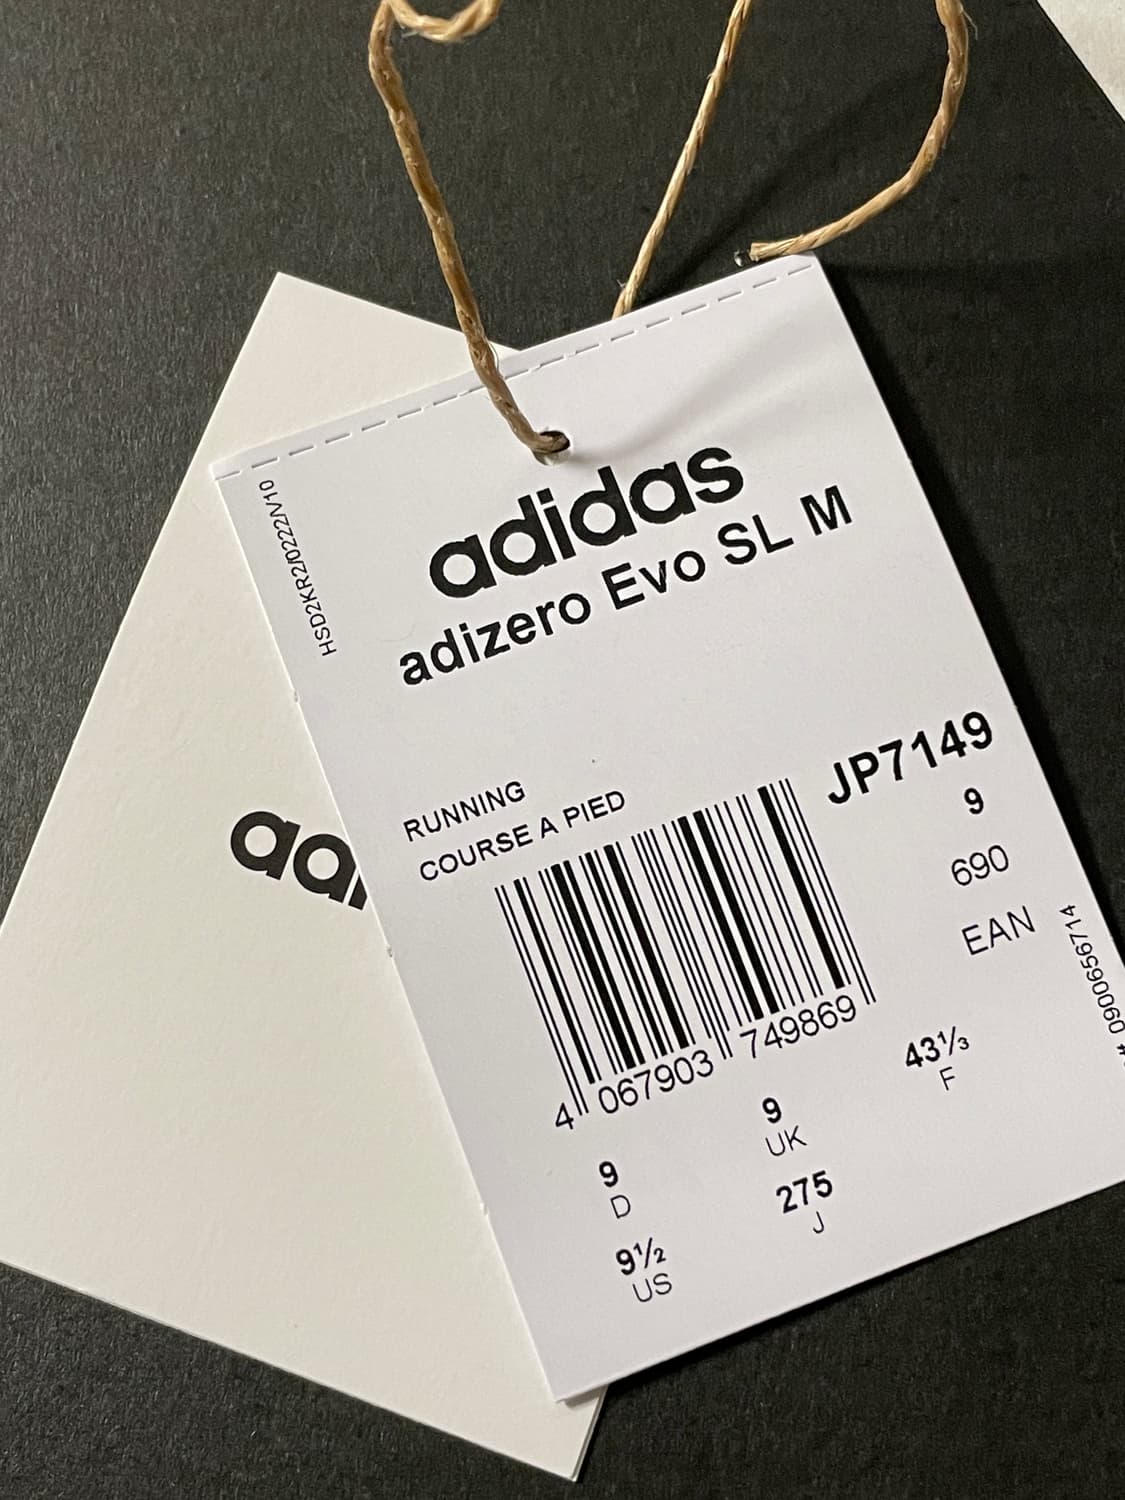 HSD2KR2/0222/V10
adidas
adizero Evo SL M
RUNNING
COURSE A PIED
JP7149
9
690
EAN
0900656714
4 067903 749869
9
D
9
UK
43⅓
F
9½
US
275
J